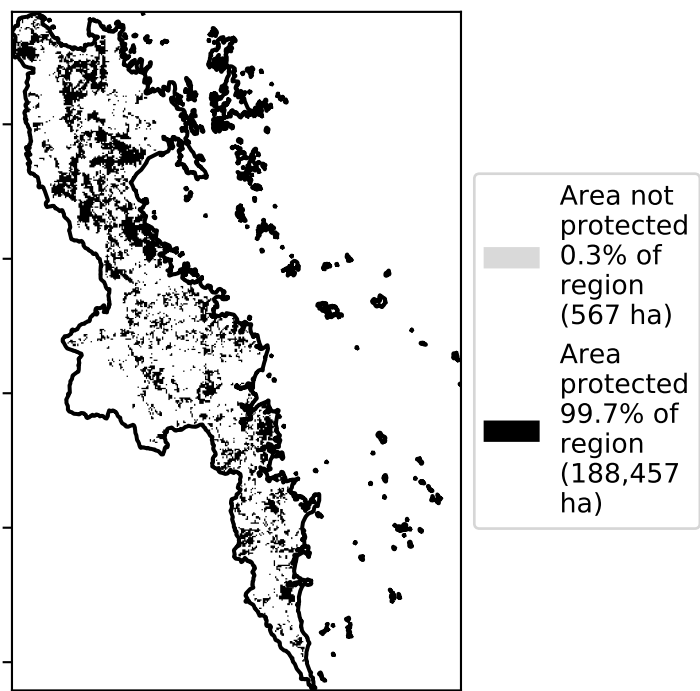 Area not
protected
0.3% of
region
(567 ha)
Area
protected
99.7% of
region
(188,457
ha)